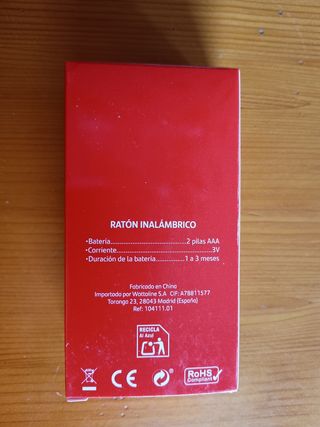 RATÓN INALÁMBRICO
•Batería................................2 pilas AAA
•Corriente........................................3V
•Duración de la batería............1 a 3 meses
Fabricado en China
Importado por Wottoline S.A CIF: A78811577
Torongo 23, 28043 Madrid (España)
Ref: 104111.01
RECICLA
Al Azul
CE
RoHS
Compliant